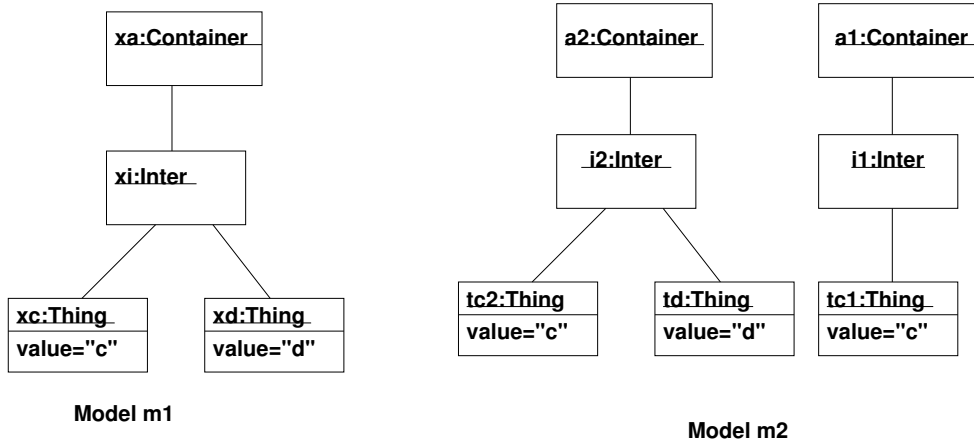 xa:Container
xi:Inter
xc:Thing
value="c"
xd:Thing
value="d"
Model m1
a2:Container
a1:Container
i2:Inter
i1:Inter
tc2:Thing
value="c"
td:Thing
value="d"
tc1:Thing
value="c"
Model m2